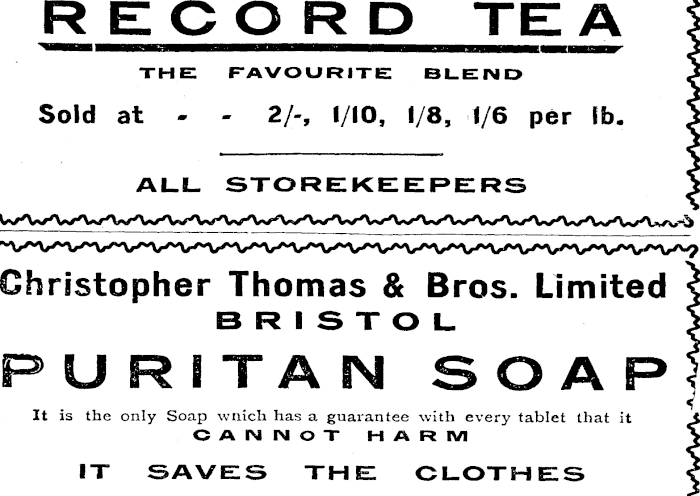 RECORD TEA
THE FAVOURITE BLEND
Sold at - - 2/-, 1/10, 1/8, 1/6 per lb.
ALL STOREKEEPERS
Christopher Thomas & Bros. Limited
BRISTOL
PURITAN SOAP
It is the only Soap which has a guarantee with every tablet that it
CANNOT HARM
IT SAVES THE CLOTHES